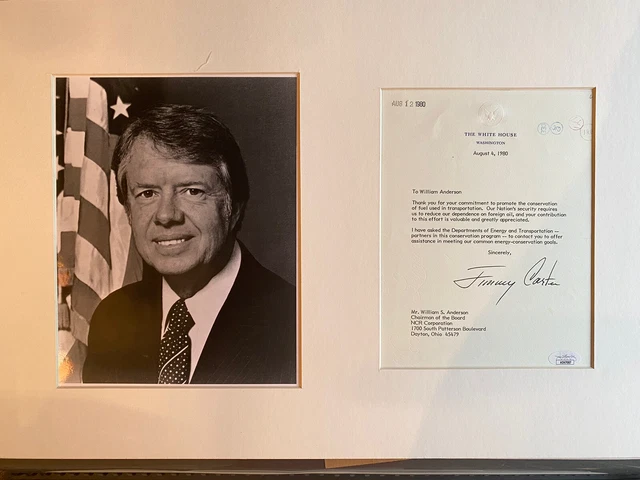 AUG 12 1980
THE WHITE HOUSE
WASHINGTON
August 6, 1980
To William Anderson
Thank you for your commitment to promote the conservation
of fuel used in transportation. Our Nation's security requires
us to reduce our dependence on foreign oil, and your contribution
to this effort is valuable and greatly appreciated.
I have asked the Departments of Energy and Transportation —
partners in this conservation program — to contact you to offer
assistance in meeting our common energy-conservation goals.
Sincerely,
Jimmy Carter
Mr. William S. Anderson
Chairman of the Board
NCR Corporation
1700 South Patterson Boulevard
Dayton, Ohio 45479